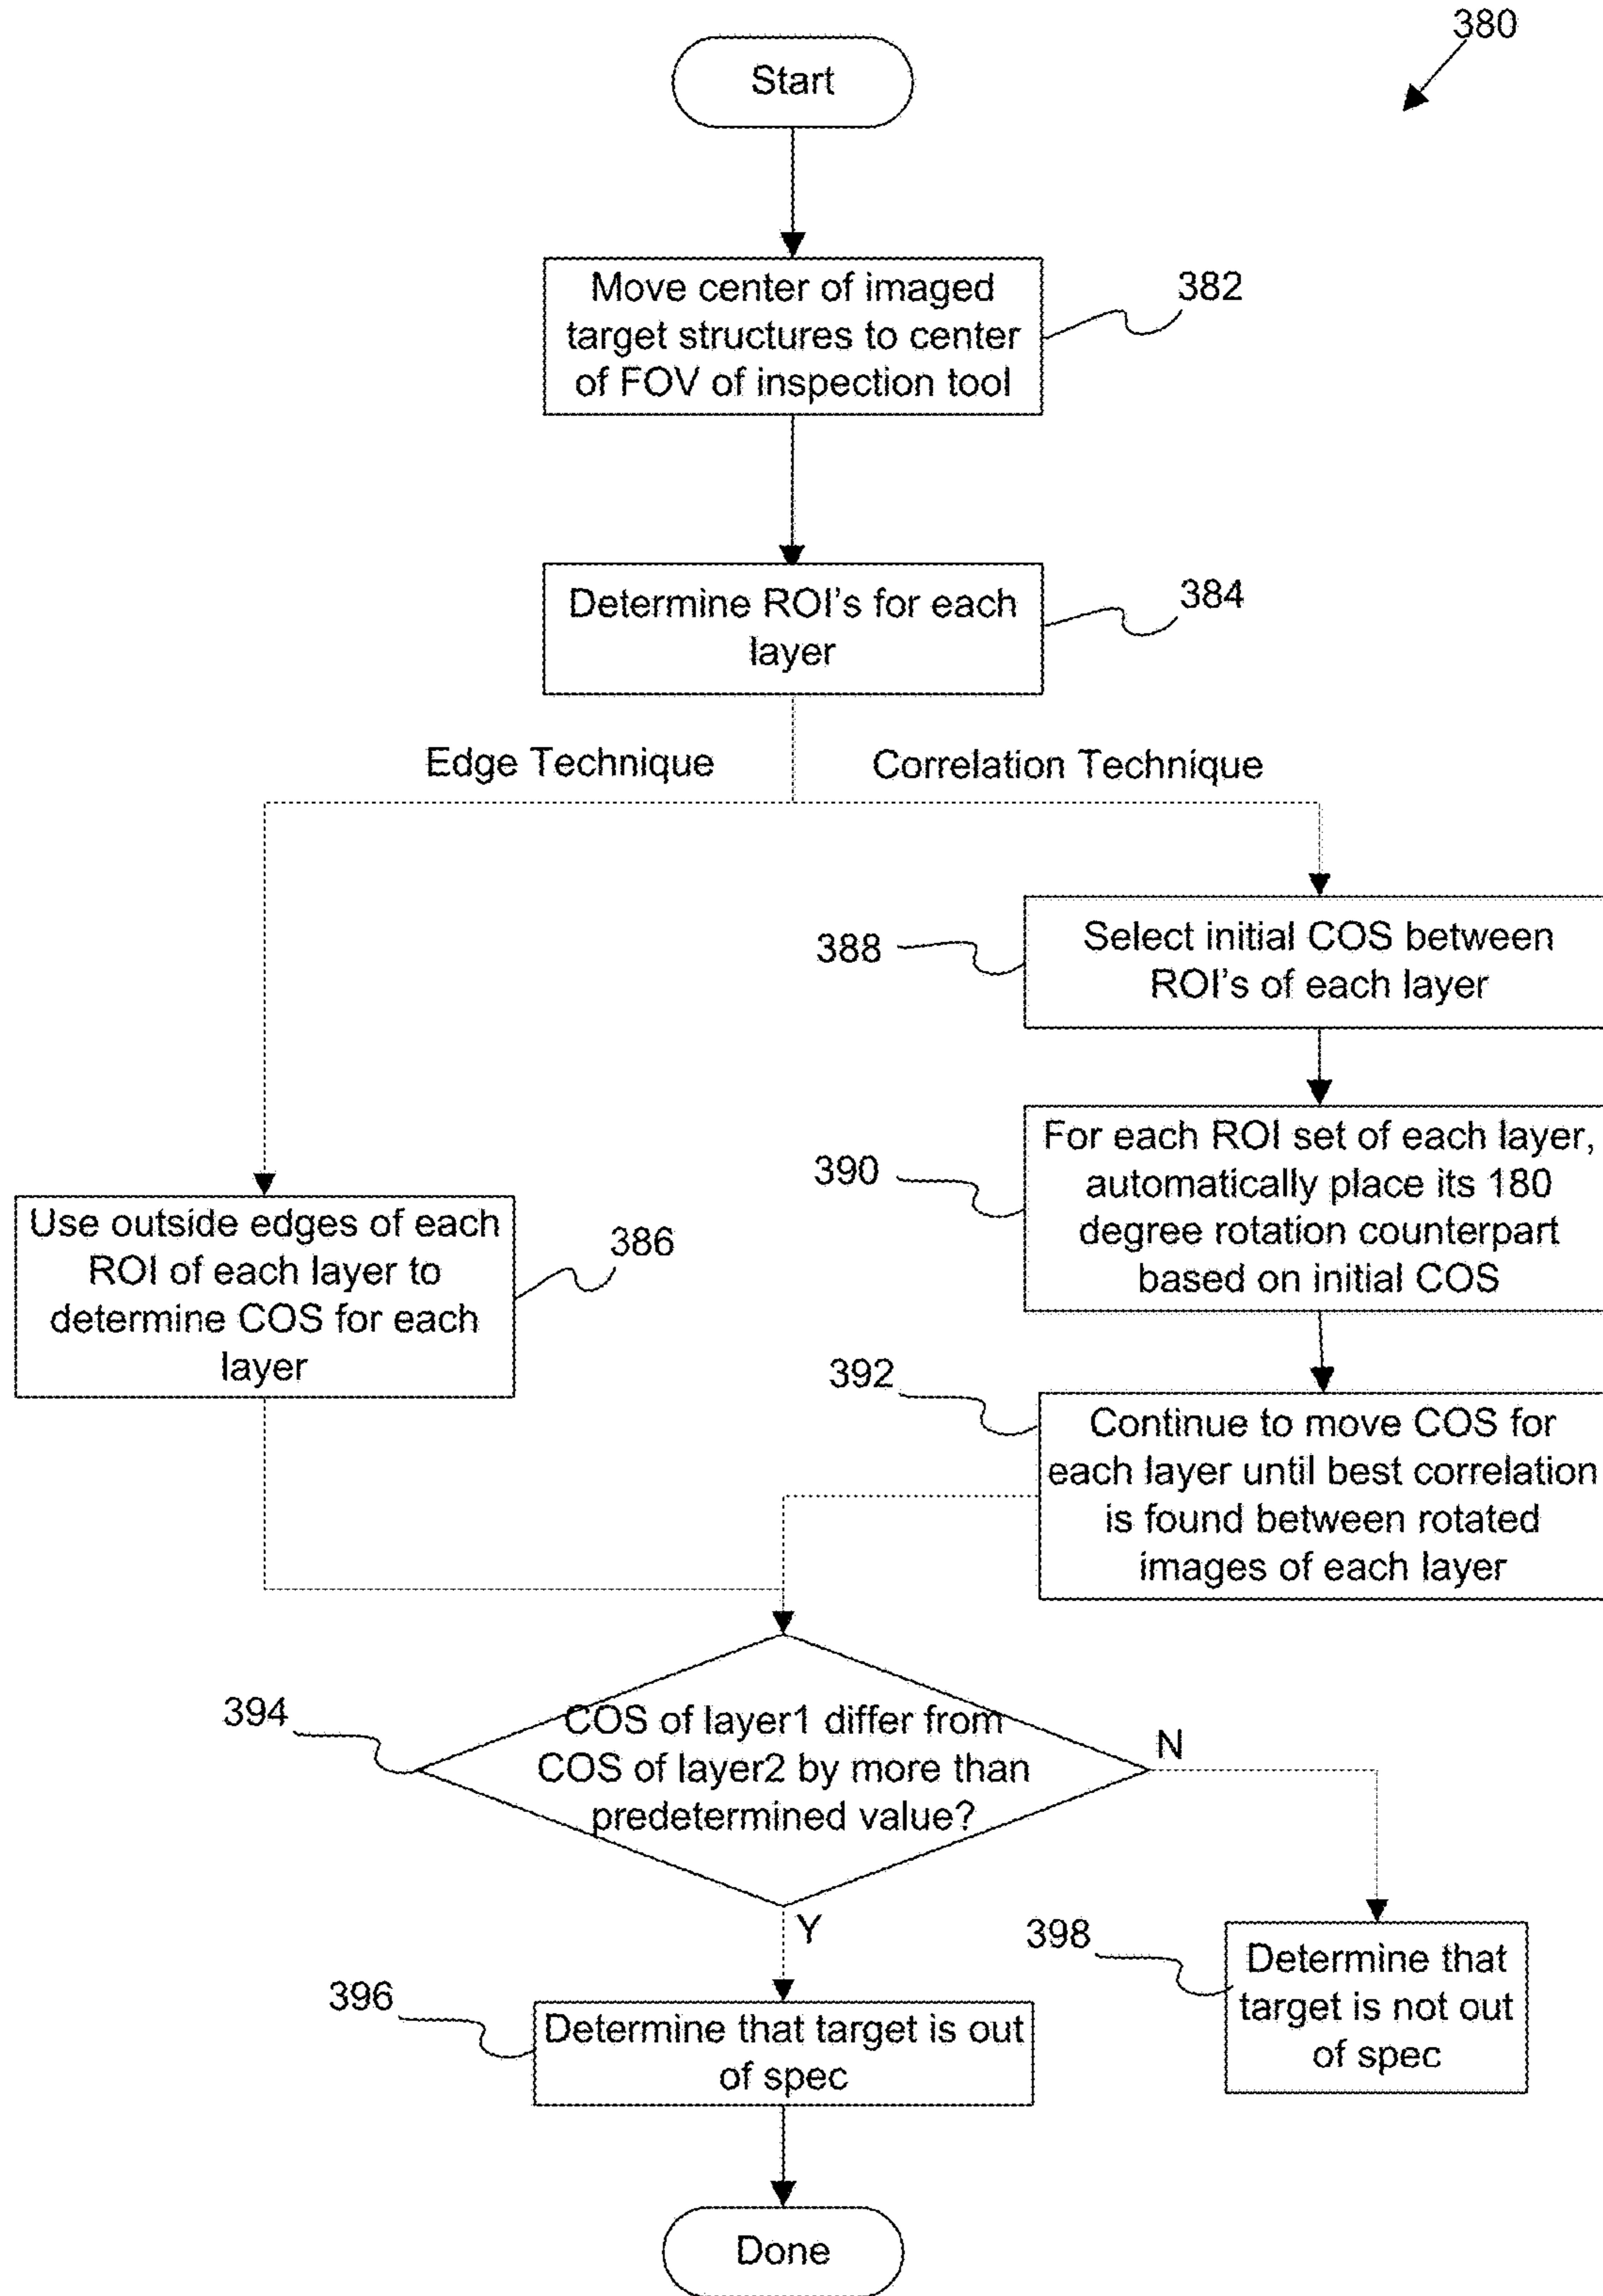 380
Start
Move center of imaged
target structures to center
of FOV of inspection tool
382
Determine ROI's for each
layer
384
Edge Technique
Correlation Technique
388
Select initial COS between
ROI's of each layer
390
For each ROI set of each layer,
automatically place its 180
degree rotation counterpart
based on initial COS
Use outside edges of each
ROI of each layer to
determine COS for each
layer
386
392
Continue to move COS for
each layer until best correlation
is found between rotated
images of each layer
394
COS of layer1 differ from
COS of layer2 by more than
predetermined value?
N
Y
396
Determine that target is out
of spec
398
Determine that
target is not out
of spec
Done